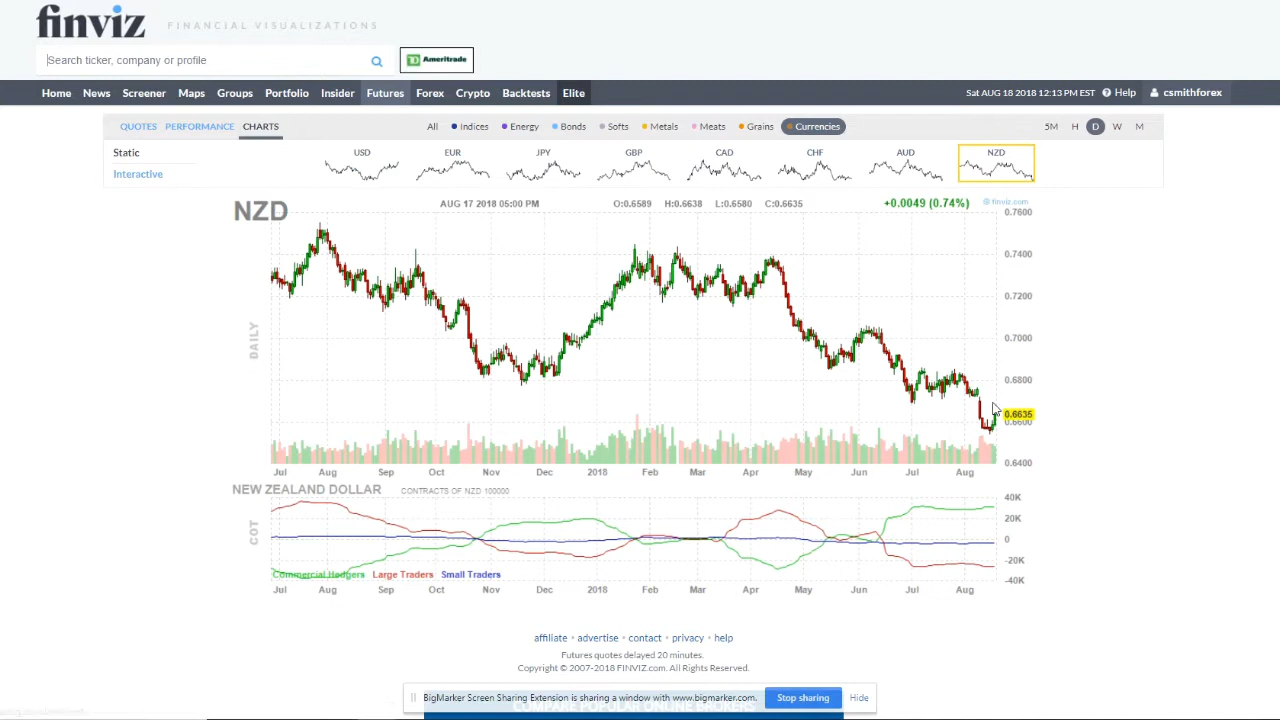 finviz FINANCIAL VISUALIZATIONS
Search ticker, company or profile
TD Ameritrade
Home News Screener Maps Groups Portfolio Insider Futures Forex Crypto Backtests Elite
Sat AUG 18 2018 12:13 PM EST Help csmithforex
QUOTES PERFORMANCE CHARTS
All Indices Energy Bonds Softs Metals Meats Grains Currencies
5M H D W M
Static
Interactive
USD EUR JPY GBP CAD CHF AUD NZD
NZD
AUG 17 2018 05:00 PM O:0.6589 H:0.6638 L:0.6580 C:0.6635 +0.0049 (0.74%) © finviz.com
0.7600
0.7400
0.7200
0.7000
0.6800
0.6635
0.6600
0.6400
DAILY
Jul Aug Sep Oct Nov Dec 2018 Feb Mar Apr May Jun Jul Aug
NEW ZEALAND DOLLAR CONTRACTS OF NZD 100000
40K
20K
0
-20K
-40K
COT
Commercial Hedgers Large Traders Small Traders
Jul Aug Sep Oct Nov Dec 2018 Feb Mar Apr May Jun Jul Aug
affiliate • advertise • contact • privacy • help
Futures quotes delayed 20 minutes.
Copyright © 2007-2018 FINVIZ.com. All Rights Reserved.
BigMarker Screen Sharing Extension is sharing a window with www.bigmarker.com. Stop sharing Hide
COMPARE POPULAR ONLINE BROKERS